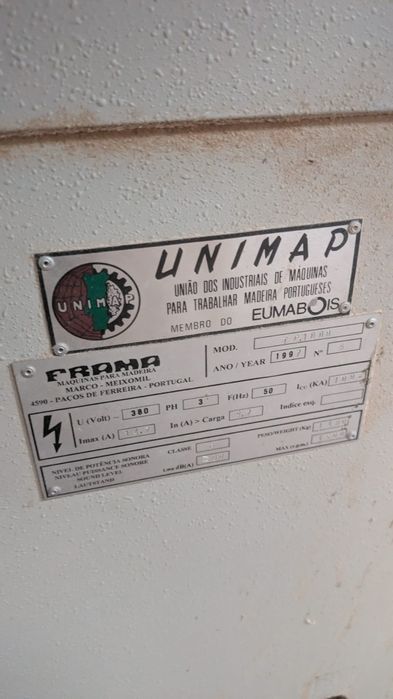 UNIMAP
UNIMAP
UNIÃO DOS INDUSTRIAIS DE MÁQUINAS
PARA TRABALHAR MADEIRA PORTUGUESES
MEMBRO DO EUMABOIS
FRAMA
MÁQUINAS PARA MADEIRA
MARCO - MEIXOMIL
4590 - PAÇOS DE FERREIRA - PORTUGAL
MOD.
ANO / YEAR 1997 Nº
U (Volt) - 380 PH 3 F(Hz) 50 Icc (KA)
Imax (A) In (A) > Carga Indice esq.
NIVEL DE POTÊNCIA SONORA
NIVEAU PUISSANCE SONORE
SOUND LEVEL
LAUTSTAND
CLASSE
dB(A)
PESO/WEIGHT (Kg)
MAX (r.p.m.)